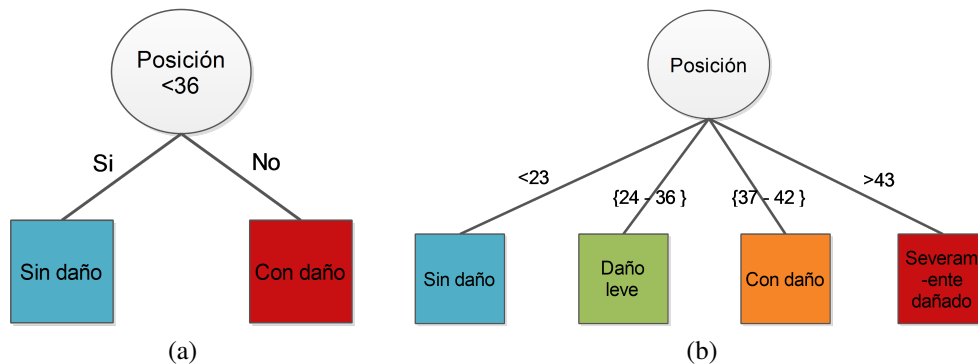 Posición
<36
Si
No
Sin daño
Con daño
(a)
Posición
<23
{24 - 36 }
{37 - 42 }
>43
Sin daño
Daño
leve
Con daño
Severam
-ente
dañado
(b)